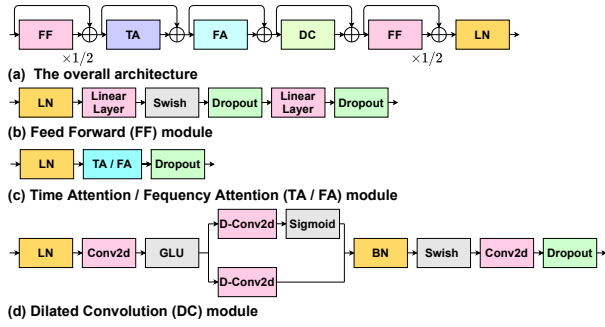 FF TA FA DC FF LN
×1/2 ×1/2
(a) The overall architecture
LN Linear Layer Swish Dropout Linear Layer Dropout
(b) Feed Forward (FF) module
LN TA / FA Dropout
(c) Time Attention / Fequency Attention (TA / FA) module
D-Conv2d Sigmoid
LN Conv2d GLU BN Swish Conv2d Dropout
D-Conv2d
(d) Dilated Convolution (DC) module